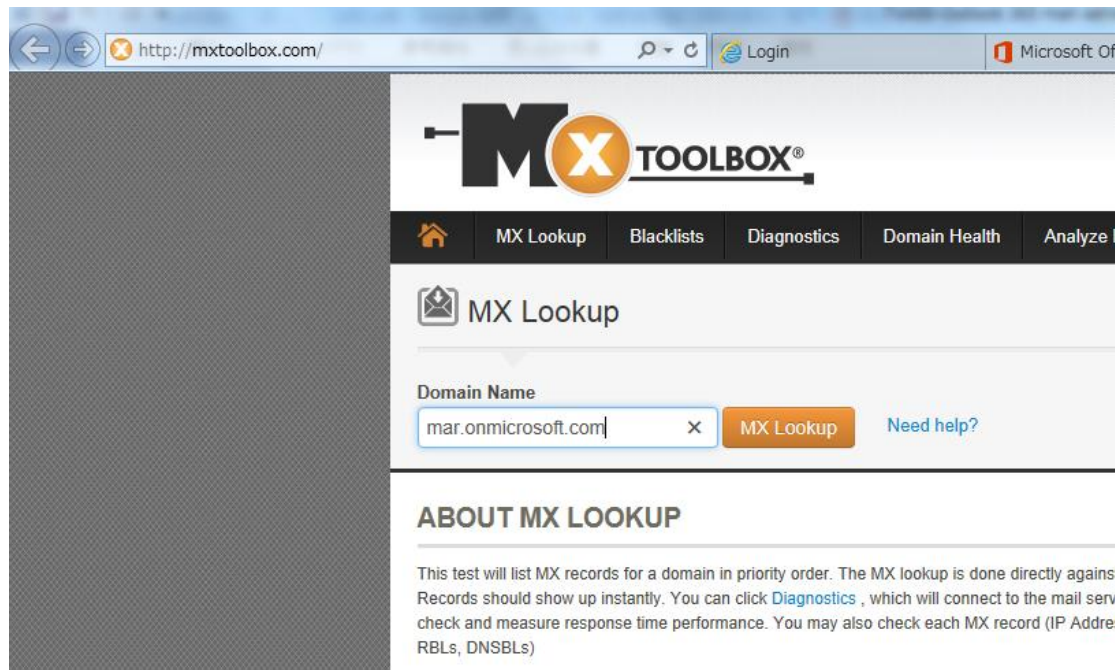 http://mxtoolbox.com/
Login
Microsoft Of
MX TOOLBOX®
MX Lookup Blacklists Diagnostics Domain Health Analyze
MX Lookup
Domain Name
mar.onmicrosoft.com
MX Lookup
Need help?
ABOUT MX LOOKUP
This test will list MX records for a domain in priority order. The MX lookup is done directly agains
Records should show up instantly. You can click Diagnostics , which will connect to the mail serv
check and measure response time performance. You may also check each MX record (IP Addre
RBLs, DNSBLs)